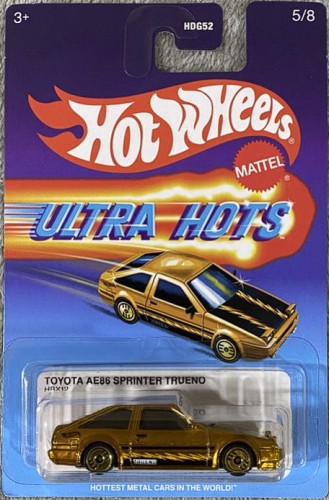 3+
HDG52
5/8
Hot Wheels
MATTEL
ULTRA HOTS
TOYOTA AE86 SPRINTER TRUENO
HOTTEST METAL CARS IN THE WORLD!